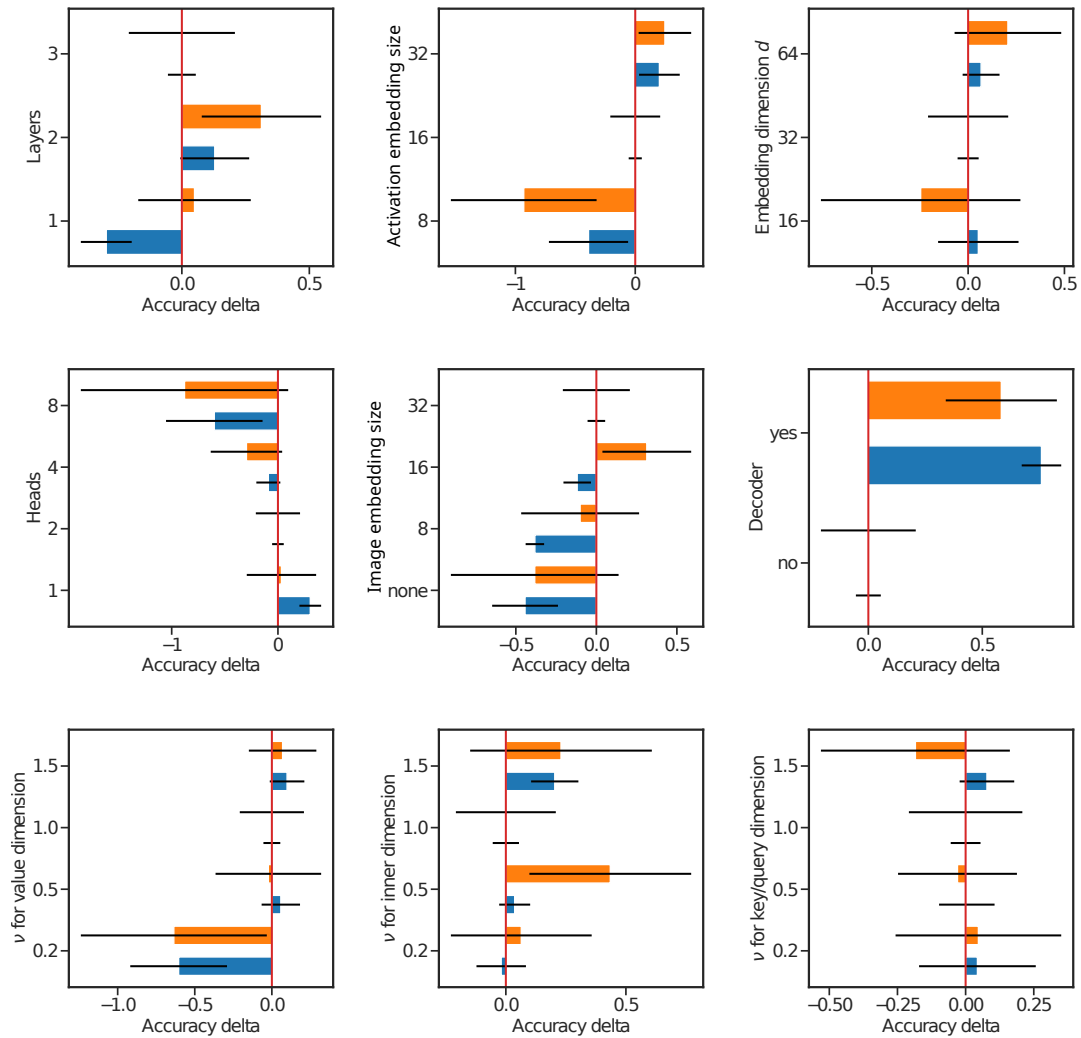 Layers
3
2
1
0.0
0.5
Accuracy delta
Activation embedding size
32
16
8
−1
0
Accuracy delta
Embedding dimension d
64
32
16
−0.5
0.0
0.5
Accuracy delta
Heads
8
4
2
1
−1
0
Accuracy delta
Image embedding size
32
16
8
none
−0.5
0.0
0.5
Accuracy delta
Decoder
yes
no
0.0
0.5
Accuracy delta
ν for value dimension
1.5
1.0
0.5
0.2
−1.0
−0.5
0.0
Accuracy delta
ν for inner dimension
1.5
1.0
0.5
0.2
0.0
0.5
Accuracy delta
ν for key/query dimension
1.5
1.0
0.5
0.2
−0.50
−0.25
0.00
0.25
Accuracy delta